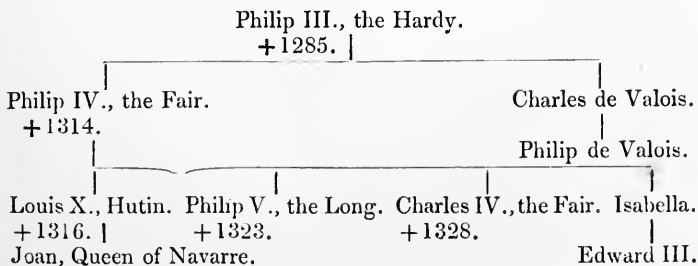 Philip III., the Hardy.
+1285.
Philip IV., the Fair. Charles de Valois.
+1314.
Philip de Valois.
Louis X., Hutin. Philip V., the Long. Charles IV., the Fair. Isabella.
+1316. +1323. +1328.
Joan, Queen of Navarre. Edward III.